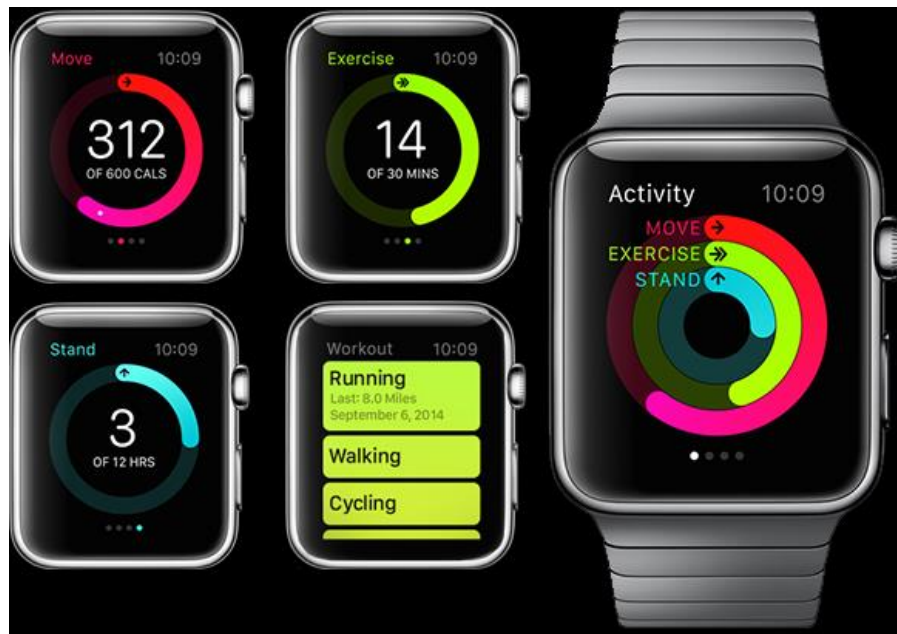 Move 10:09
312
OF 600 CALS
Exercise 10:09
14
OF 30 MINS
Activity 10:09
MOVE
EXERCISE
STAND
Stand 10:09
3
OF 12 HRS
Workout 10:09
Running
Last: 8.0 Miles
September 6, 2014
Walking
Cycling